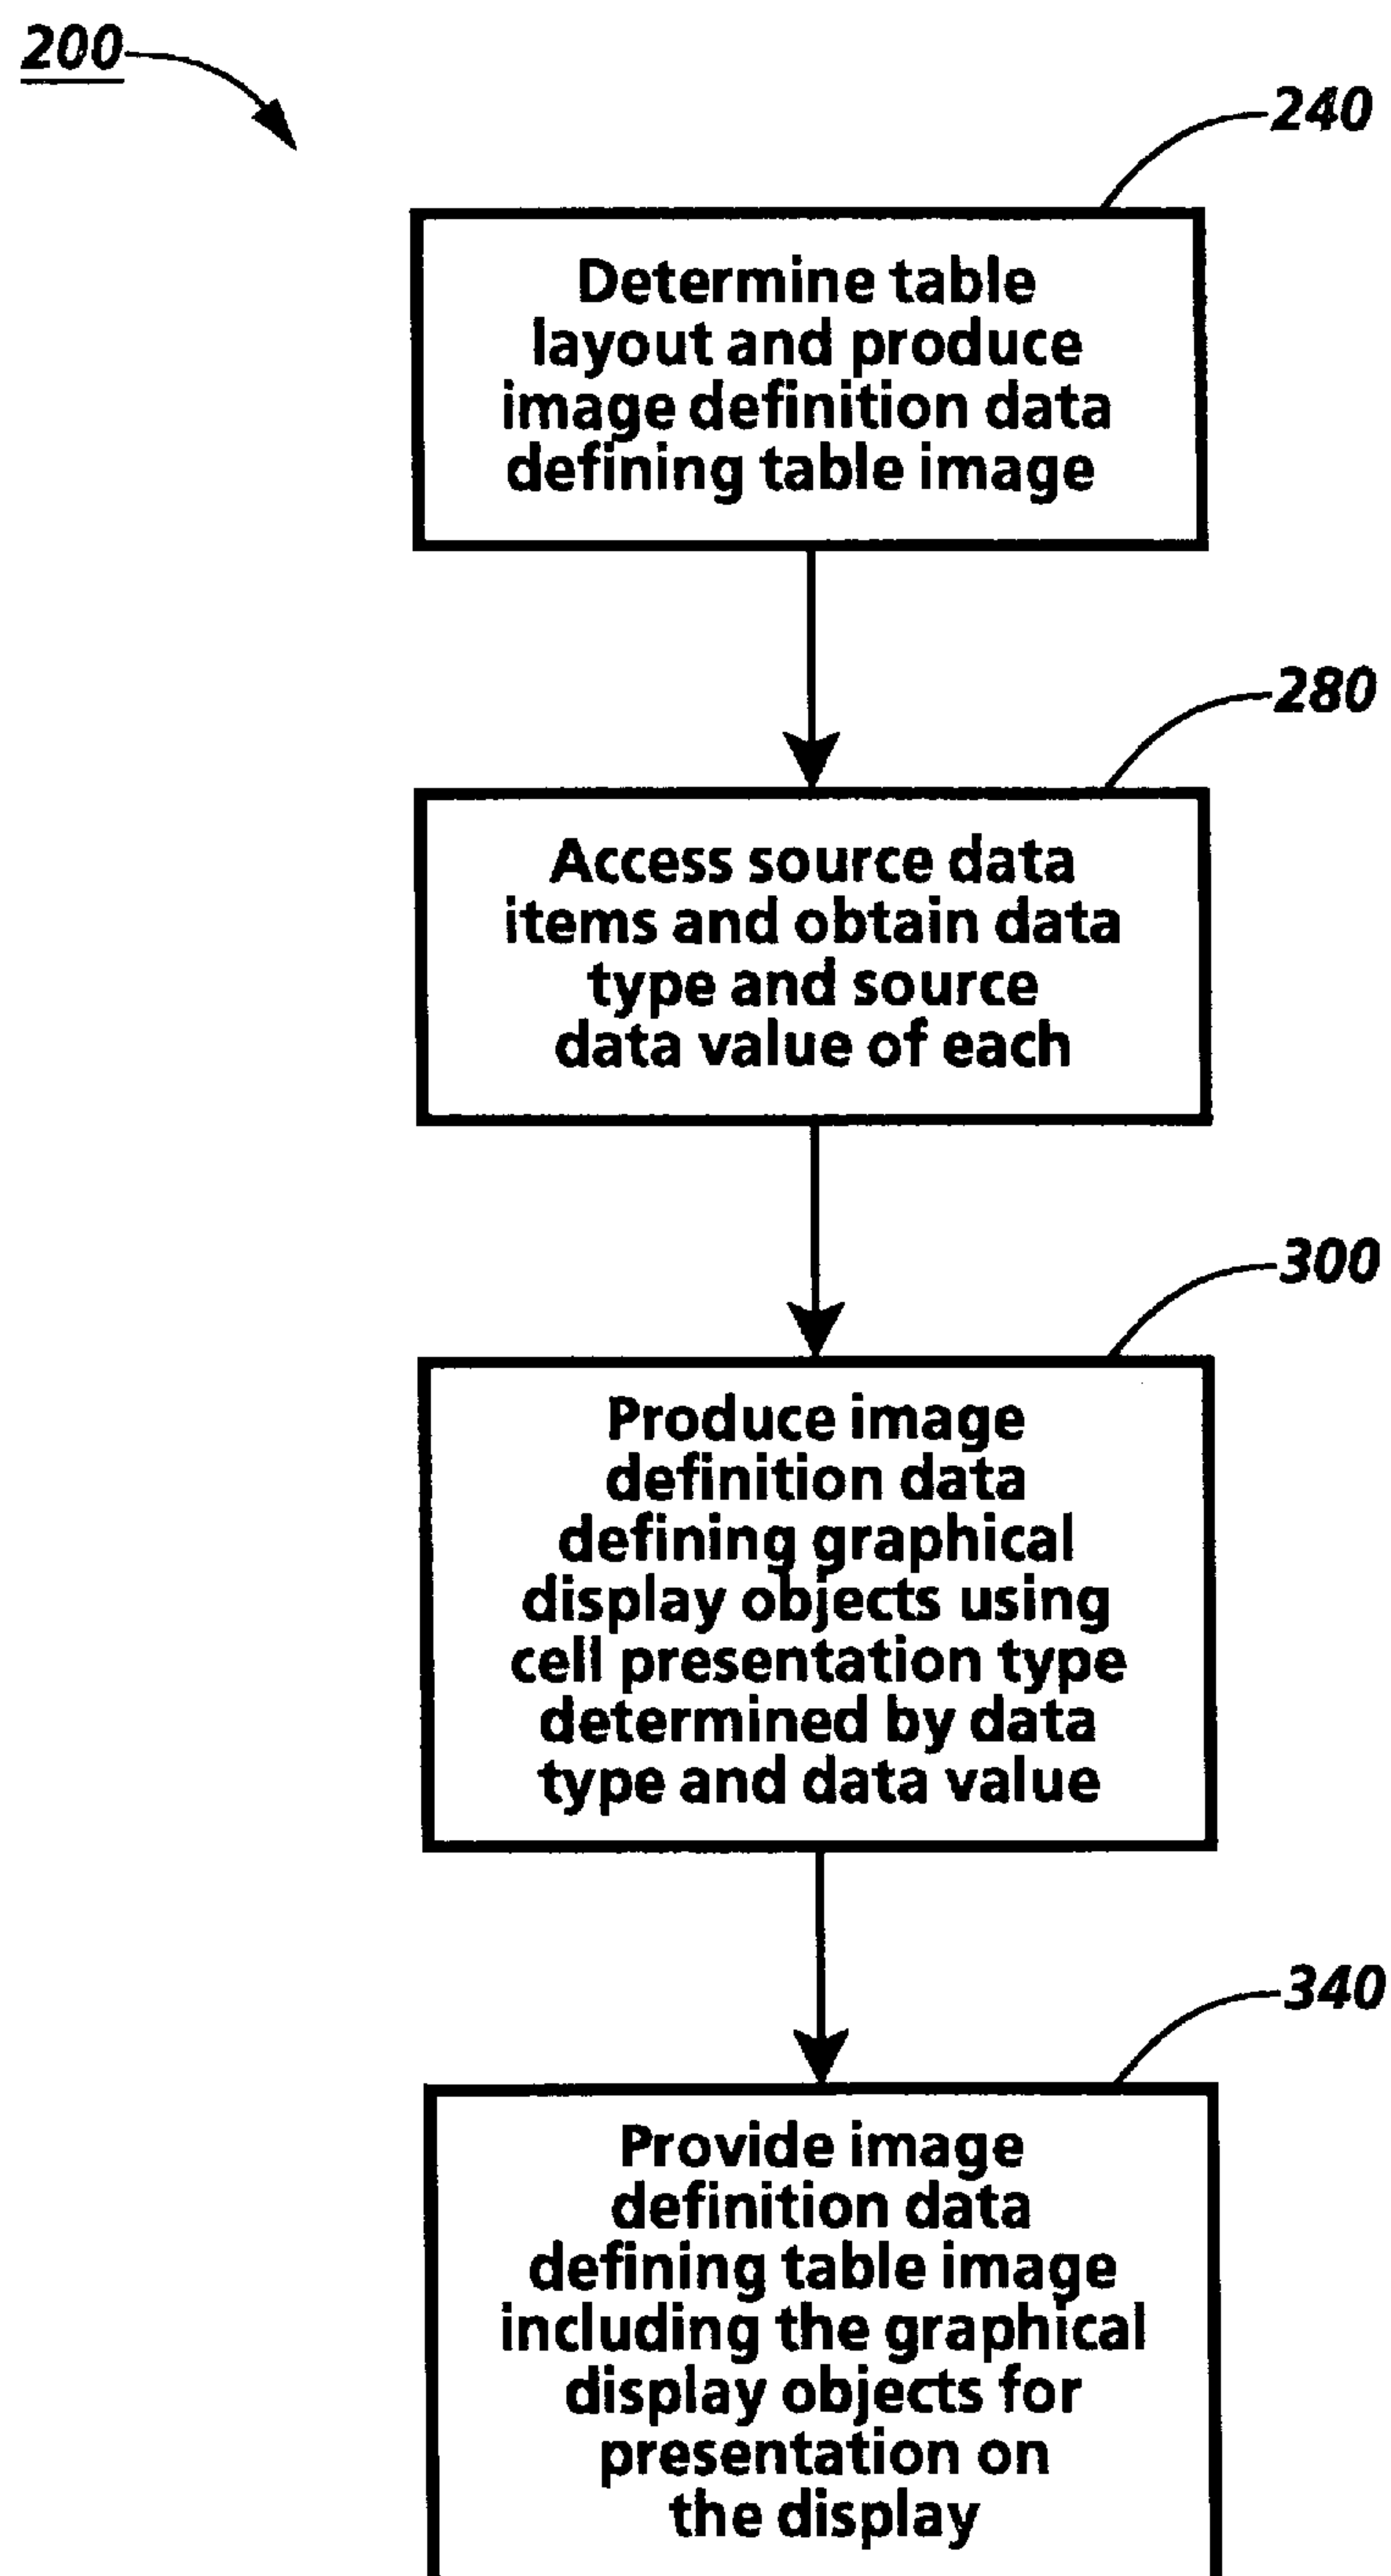 200
240
Determine table
layout and produce
image definition data
defining table image
280
Access source data
items and obtain data
type and source
data value of each
300
Produce image
definition data
defining graphical
display objects using
cell presentation type
determined by data
type and data value
340
Provide image
definition data
defining table image
including the graphical
display objects for
presentation on
the display